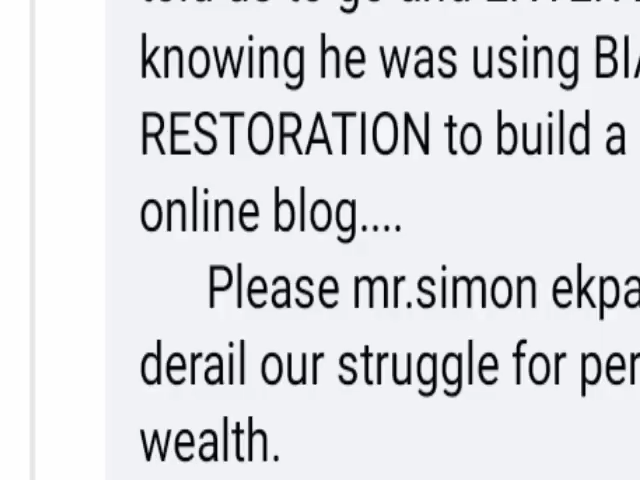 knowing he was using
RESTORATION to build a
online blog....
Please mr.simon
derail our struggle for
wealth.